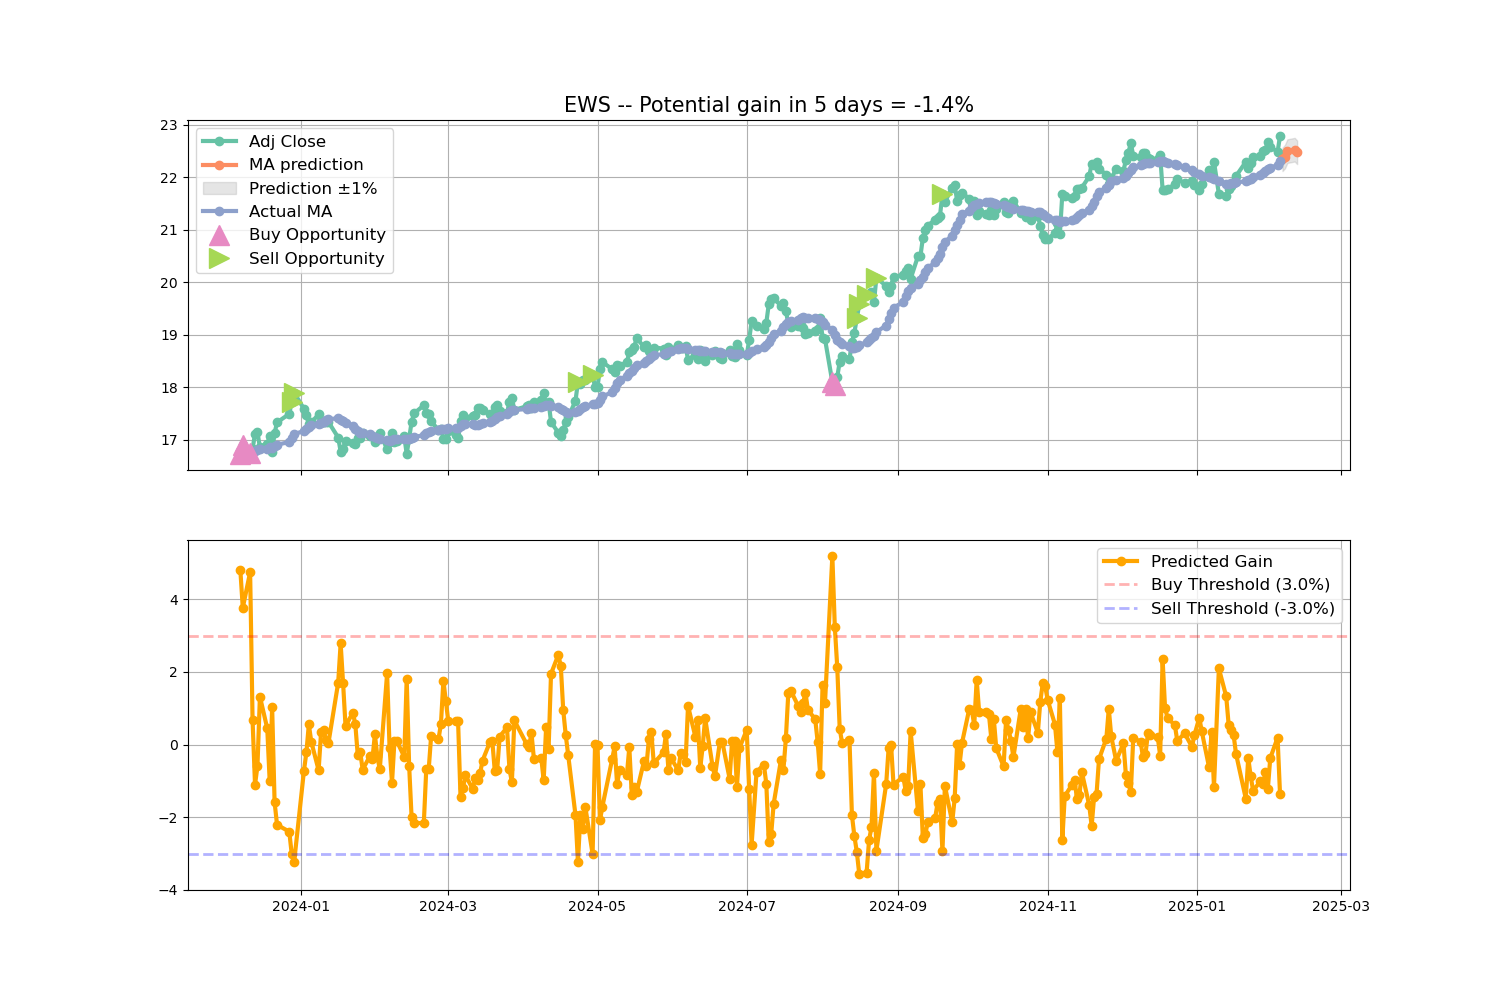 EWS -- Potential gain in 5 days = -1.4%
23
22
21
20
19
18
17
Adj Close
MA prediction
Prediction ±1%
Actual MA
Buy Opportunity
Sell Opportunity
4
2
0
−2
−4
Predicted Gain
Buy Threshold (3.0%)
Sell Threshold (-3.0%)
2024-01 2024-03 2024-05 2024-07 2024-09 2024-11 2025-01 2025-03